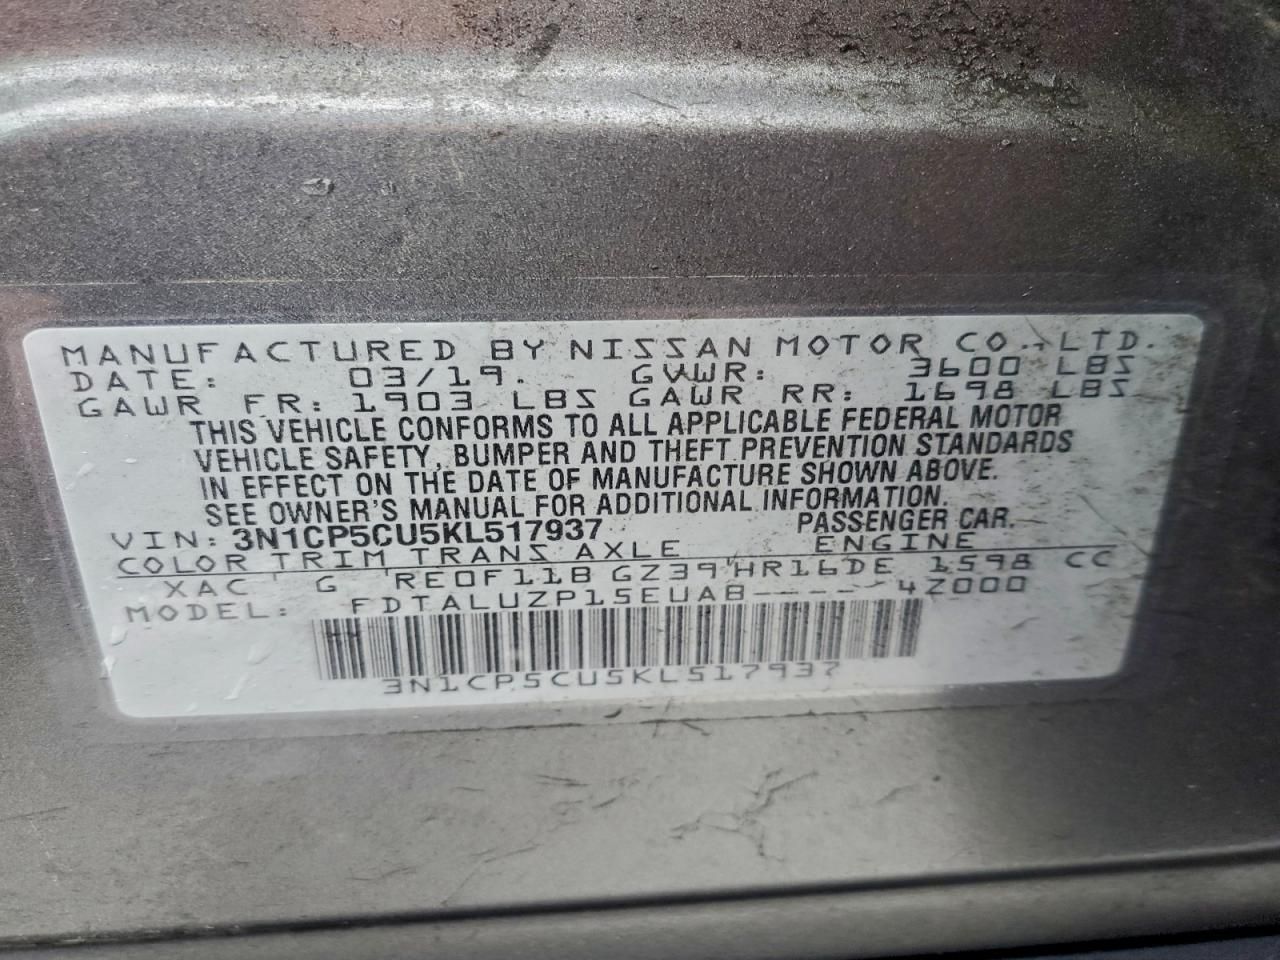 MANUFACTURED BY NISSAN MOTOR CO., LTD.
DATE: 03/19. GVWR: 3600 LBS
GAWR FR: 1903 LBS GAWR RR: 1698 LBS
THIS VEHICLE CONFORMS TO ALL APPLICABLE FEDERAL MOTOR
VEHICLE SAFETY, BUMPER AND THEFT PREVENTION STANDARDS
IN EFFECT ON THE DATE OF MANUFACTURE SHOWN ABOVE.
SEE OWNER'S MANUAL FOR ADDITIONAL INFORMATION.
VIN: 3N1CP5CU5KL517937 PASSENGER CAR.
COLOR TRIM TRANS AXLE ENGINE
XAC G RE0F11B GZ39 HR16DE 1598 CC
MODEL: FDTALUZP15EUAB---- 4Z000
3N1CP5CU5KL517937